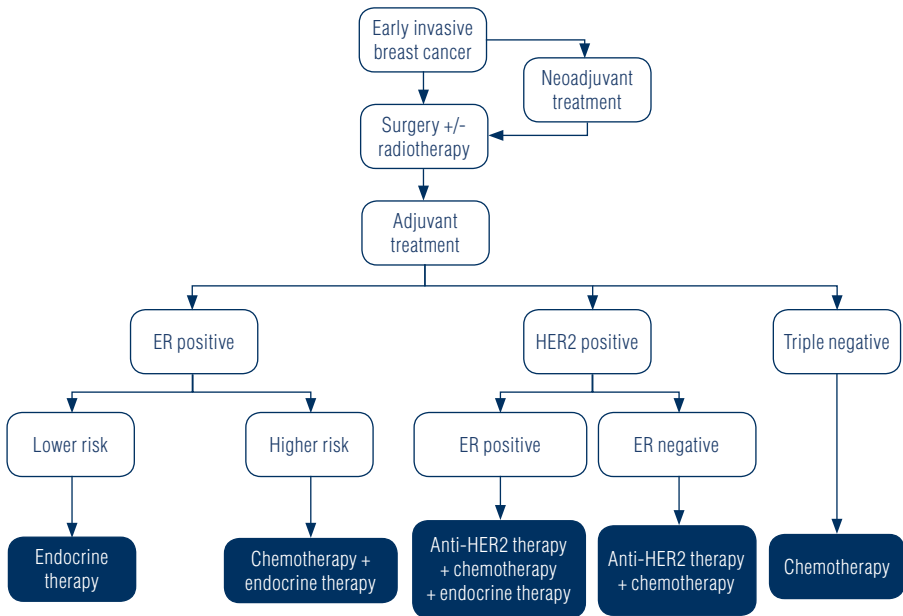 Early invasive
breast cancer
Neoadjuvant
treatment
Surgery +/-
radiotherapy
Adjuvant
treatment
ER positive
HER2 positive
Triple negative
Lower risk
Higher risk
ER positive
ER negative
Endocrine
therapy
Chemotherapy +
endocrine therapy
Anti-HER2 therapy
+ chemotherapy
+ endocrine therapy
Anti-HER2 therapy
+ chemotherapy
Chemotherapy